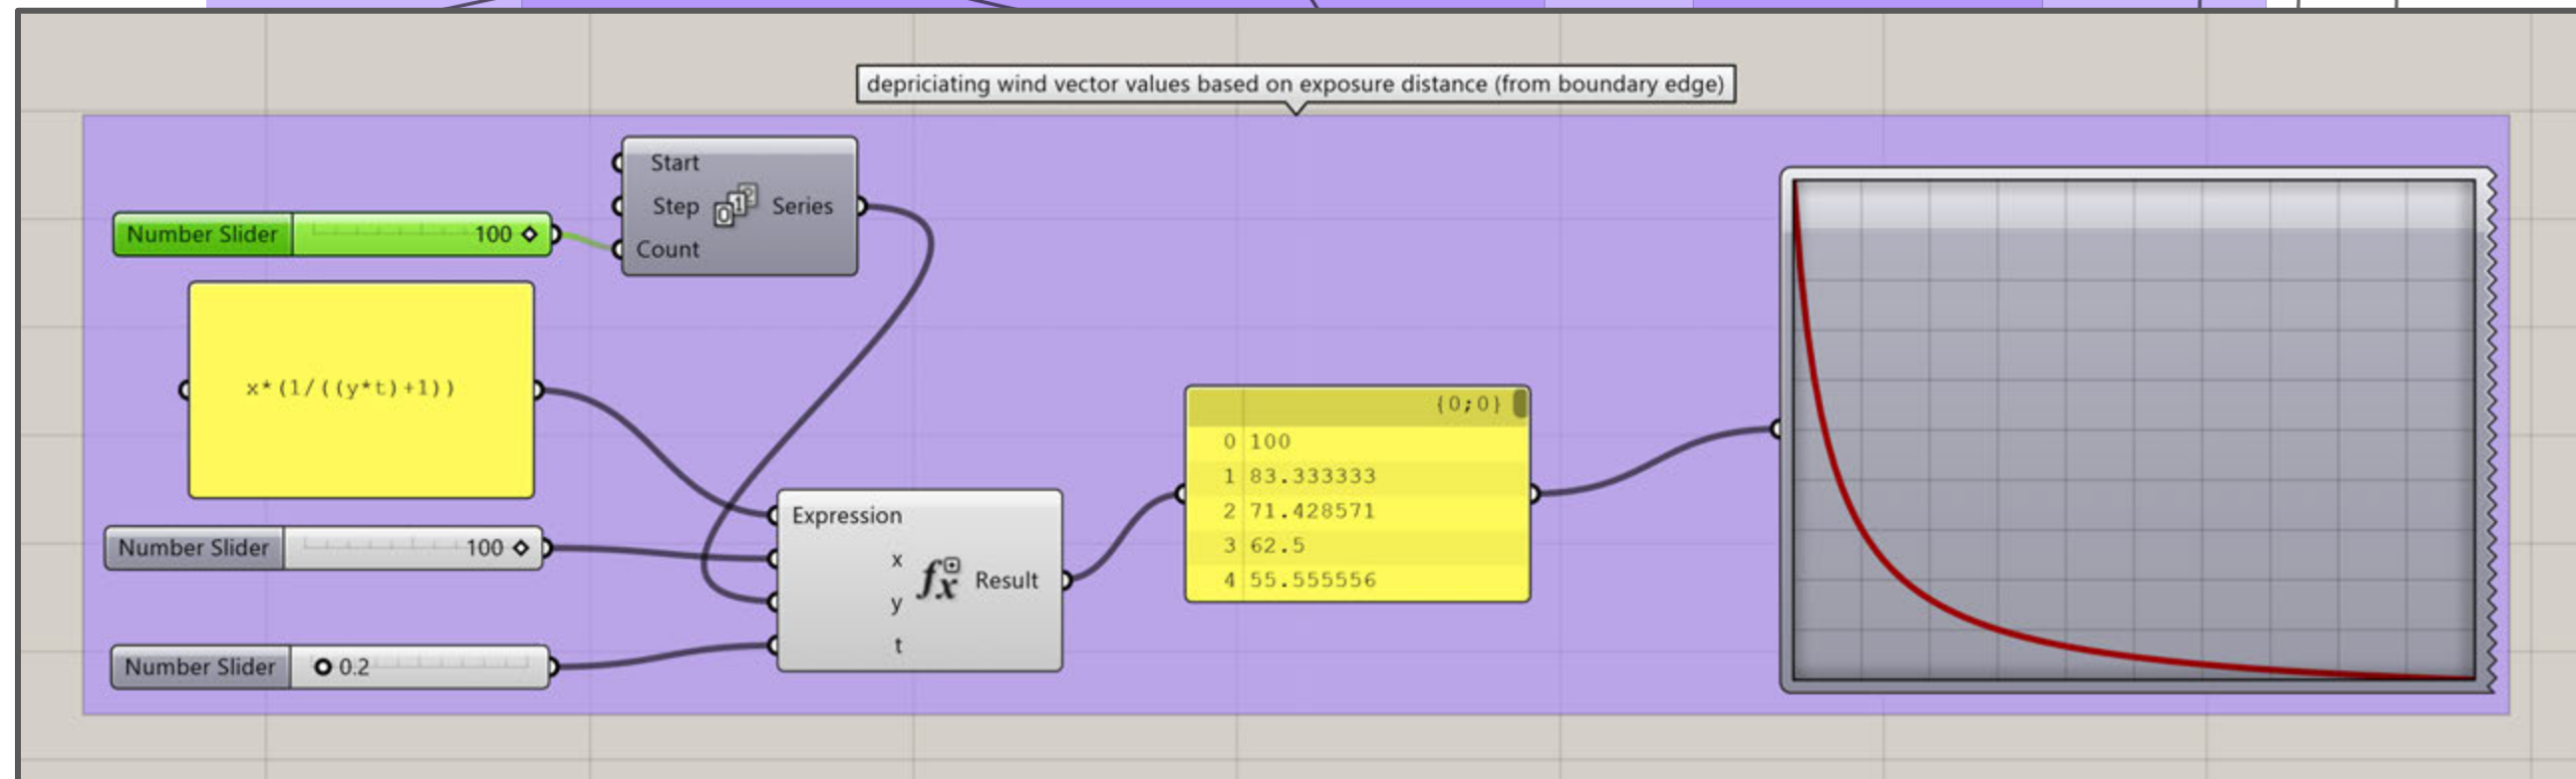 depriciating wind vector values based on exposure distance (from boundary edge)
Start
Step
Series
Count
Number Slider 100
x*(1/((y*t)+1))
Number Slider 100
Number Slider 0.2
Expression
x
y
t
Result
{0;0}
0 100
1 83.333333
2 71.428571
3 62.5
4 55.555556